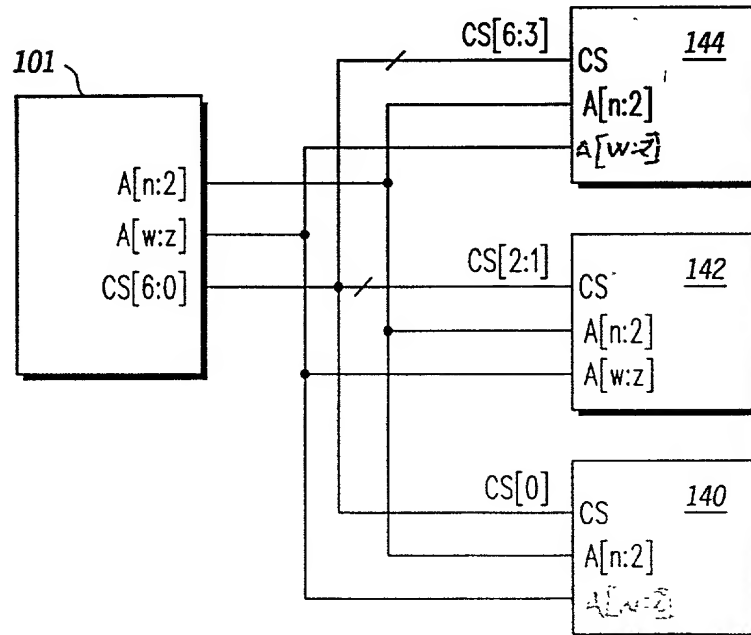 101
A[n:2]
A[w:z]
CS[6:0]
CS[6:3]
144
CS
A[n:2]
A[w:z]
CS[2:1]
142
CS
A[n:2]
A[w:z]
CS[0]
140
CS
A[n:2]
A[w:z]